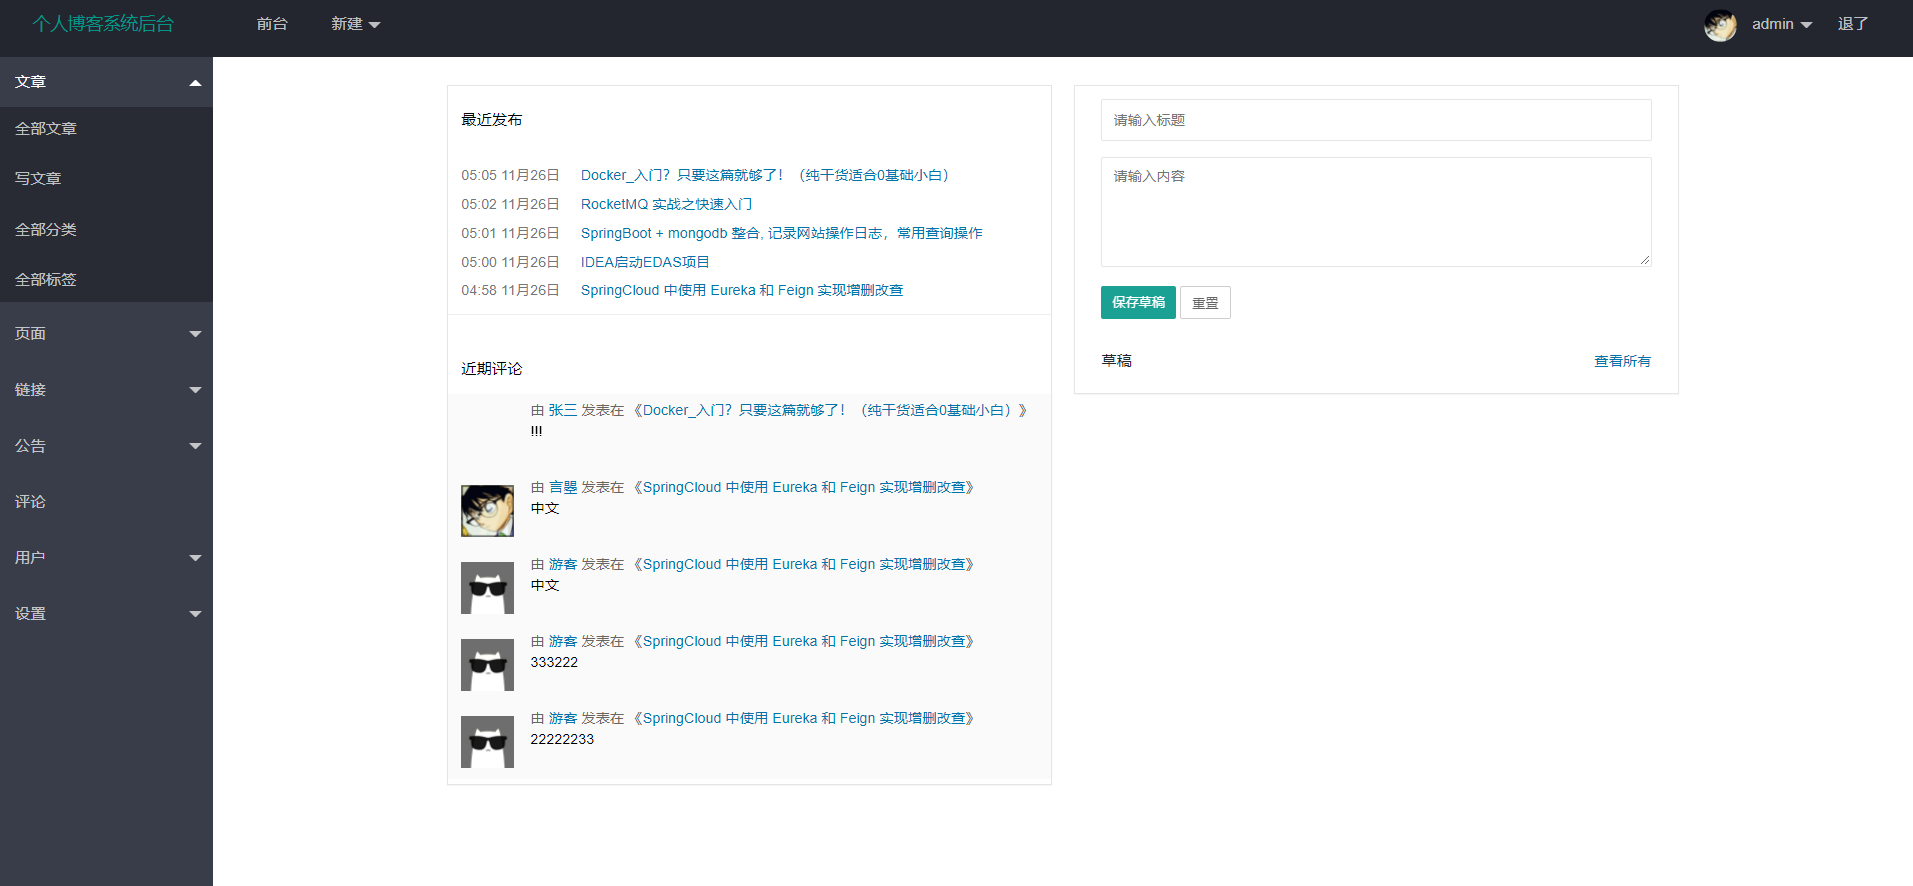 个人博客系统后台 前台 新建 admin 退了
文章
全部文章
写文章
全部分类
全部标签
页面
链接
公告
评论
用户
设置
最近发布
05:05 11月26日 Docker_入门？只要这篇就够了！（纯干货适合0基础小白）
05:02 11月26日 RocketMQ 实战之快速入门
05:01 11月26日 SpringBoot + mongodb 整合, 记录网站操作日志，常用查询操作
05:00 11月26日 IDEA启动EDAS项目
04:58 11月26日 SpringCloud 中使用 Eureka 和 Feign 实现增删改查
近期评论
由 张三 发表在 《Docker_入门？只要这篇就够了！（纯干货适合0基础小白）》
!!!
由 言曌 发表在 《SpringCloud 中使用 Eureka 和 Feign 实现增删改查》
中文
由 游客 发表在 《SpringCloud 中使用 Eureka 和 Feign 实现增删改查》
中文
由 游客 发表在 《SpringCloud 中使用 Eureka 和 Feign 实现增删改查》
333222
由 游客 发表在 《SpringCloud 中使用 Eureka 和 Feign 实现增删改查》
22222233
请输入标题
请输入内容
保存草稿 重置
草稿 查看所有